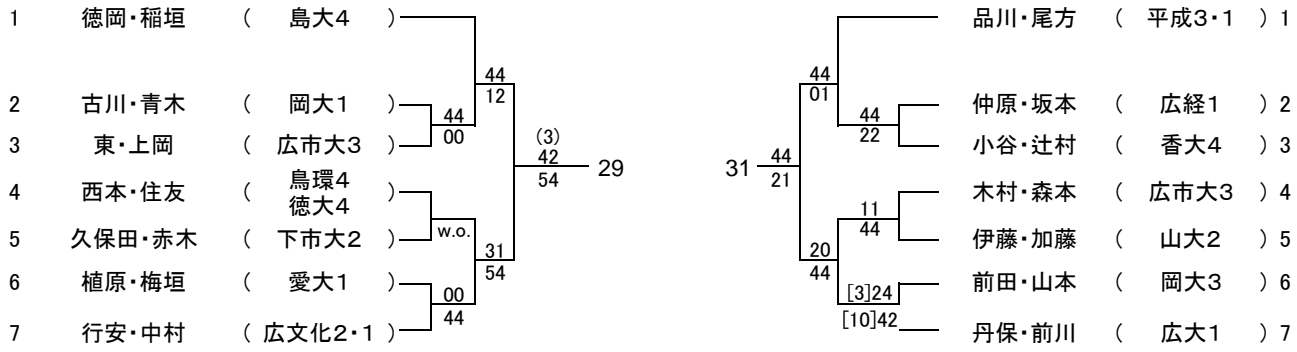 1 徳岡・稲垣 ( 島大4 )
44
12
2 古川・青木 ( 岡大1 )
44
00
3 東・上岡 ( 広市大3 )
(3)
42
54
29
4 西本・住友 ( 鳥環4 徳大4 )
w.o.
5 久保田・赤木 ( 下市大2 )
31
54
6 植原・梅垣 ( 愛大1 )
00
44
7 行安・中村 ( 広文化2・1 )
品川・尾方 ( 平成3・1 ) 1
44
01
仲原・坂本 ( 広経1 ) 2
44
22
小谷・辻村 ( 香大4 ) 3
31
44
21
木村・森本 ( 広市大3 ) 4
11
44
伊藤・加藤 ( 山大2 ) 5
20
44
前田・山本 ( 岡大3 ) 6
[3]24
[10]42
丹保・前川 ( 広大1 ) 7